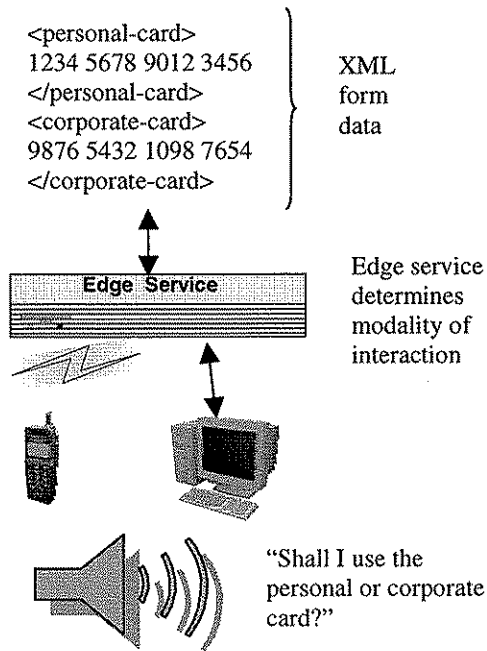 <personal-card>
1234 5678 9012 3456
</personal-card>
<corporate-card>
9876 5432 1098 7654
</corporate-card>
XML
form
data
Edge Service
Edge service
determines
modality of
interaction
“Shall I use the
personal or corporate
card?”